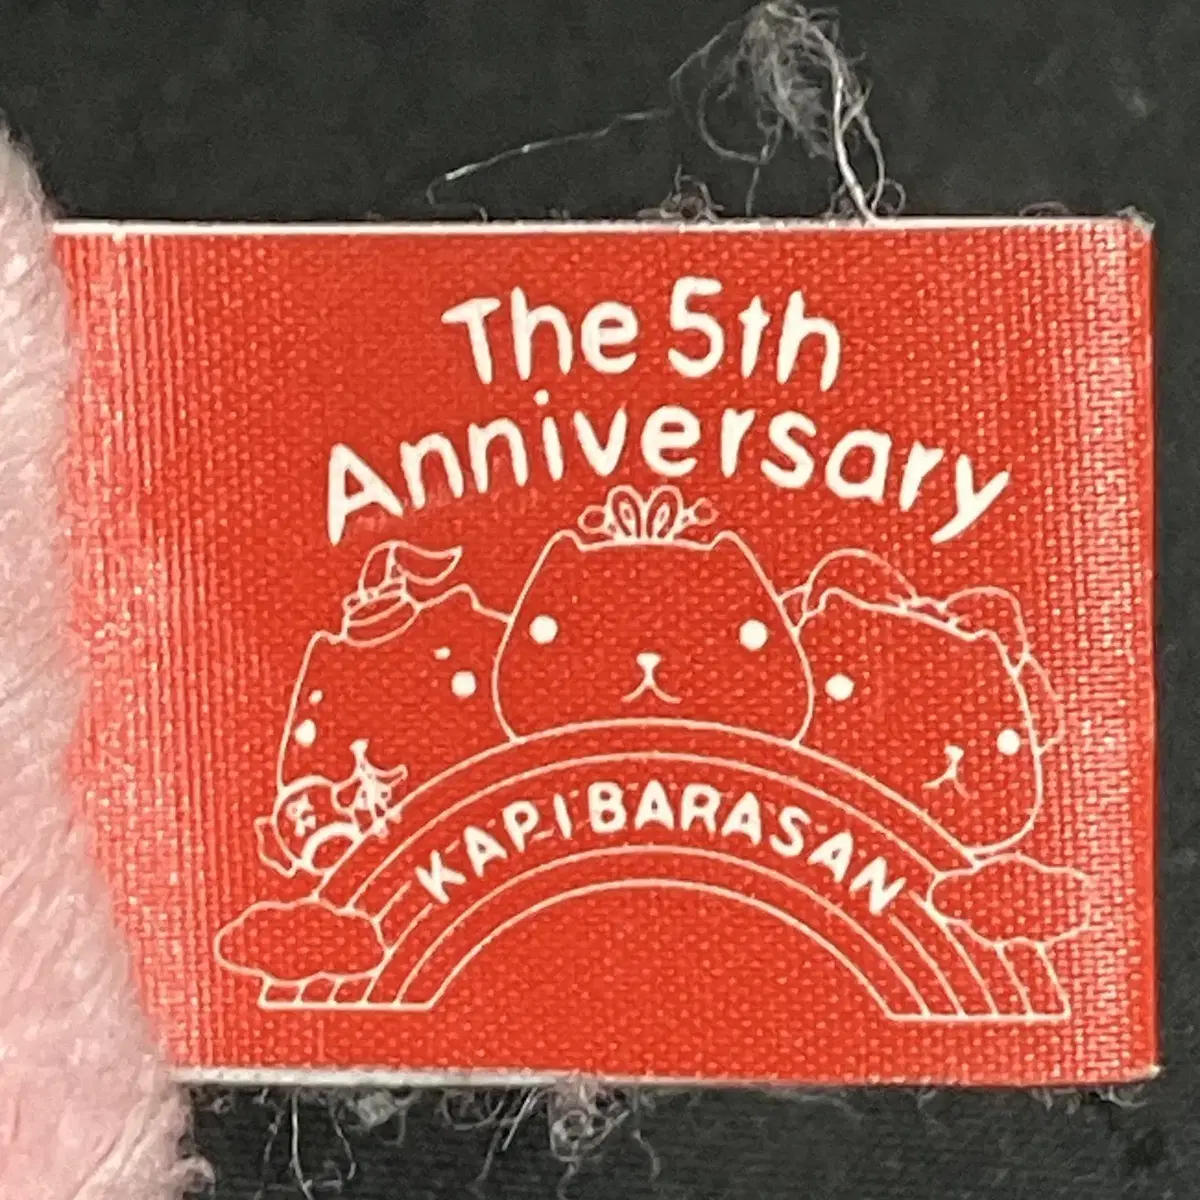 The 5th
Anniversary
KAPIBARASAN